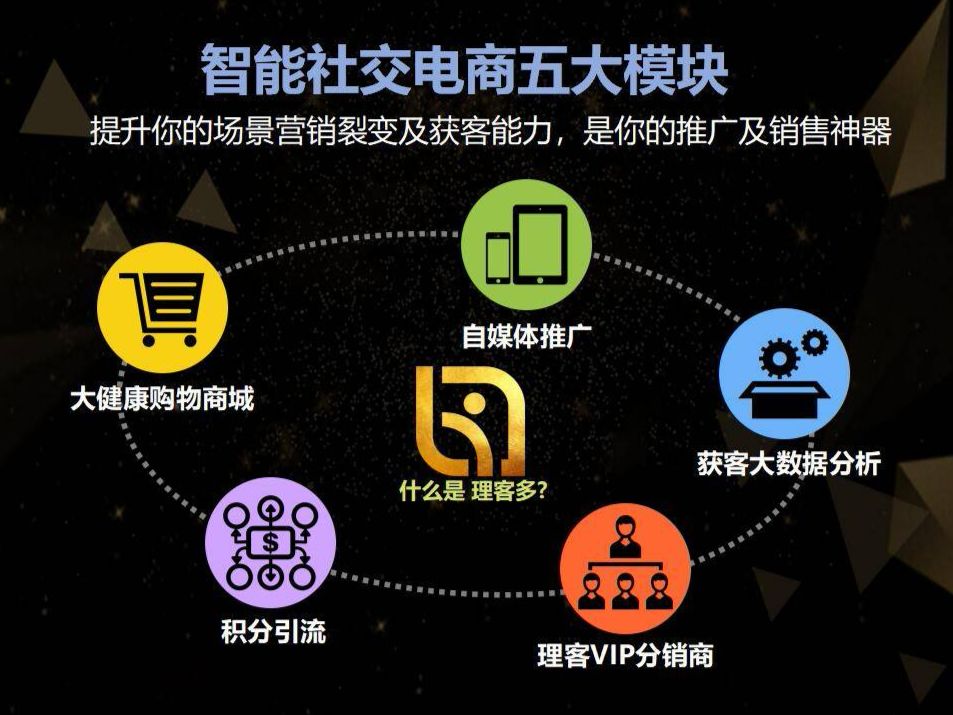 智能社交电商五大模块
提升你的场景营销裂变及获客能力，是你的推广及销售神器
自媒体推广
大健康购物商城
获客大数据分析
什么是 理客多?
$
积分引流
理客VIP分销商